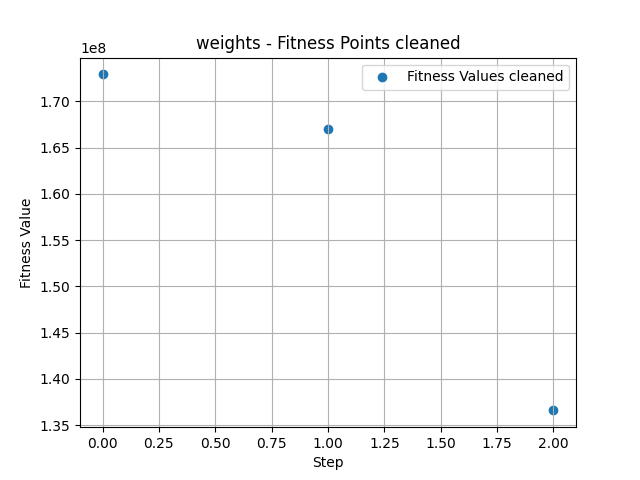 weights - Fitness Points cleaned
1e8
Fitness Values cleaned
1.70
1.65
1.60
1.55
1.50
1.45
1.40
1.35
Fitness Value
0.00 0.25 0.50 0.75 1.00 1.25 1.50 1.75 2.00
Step